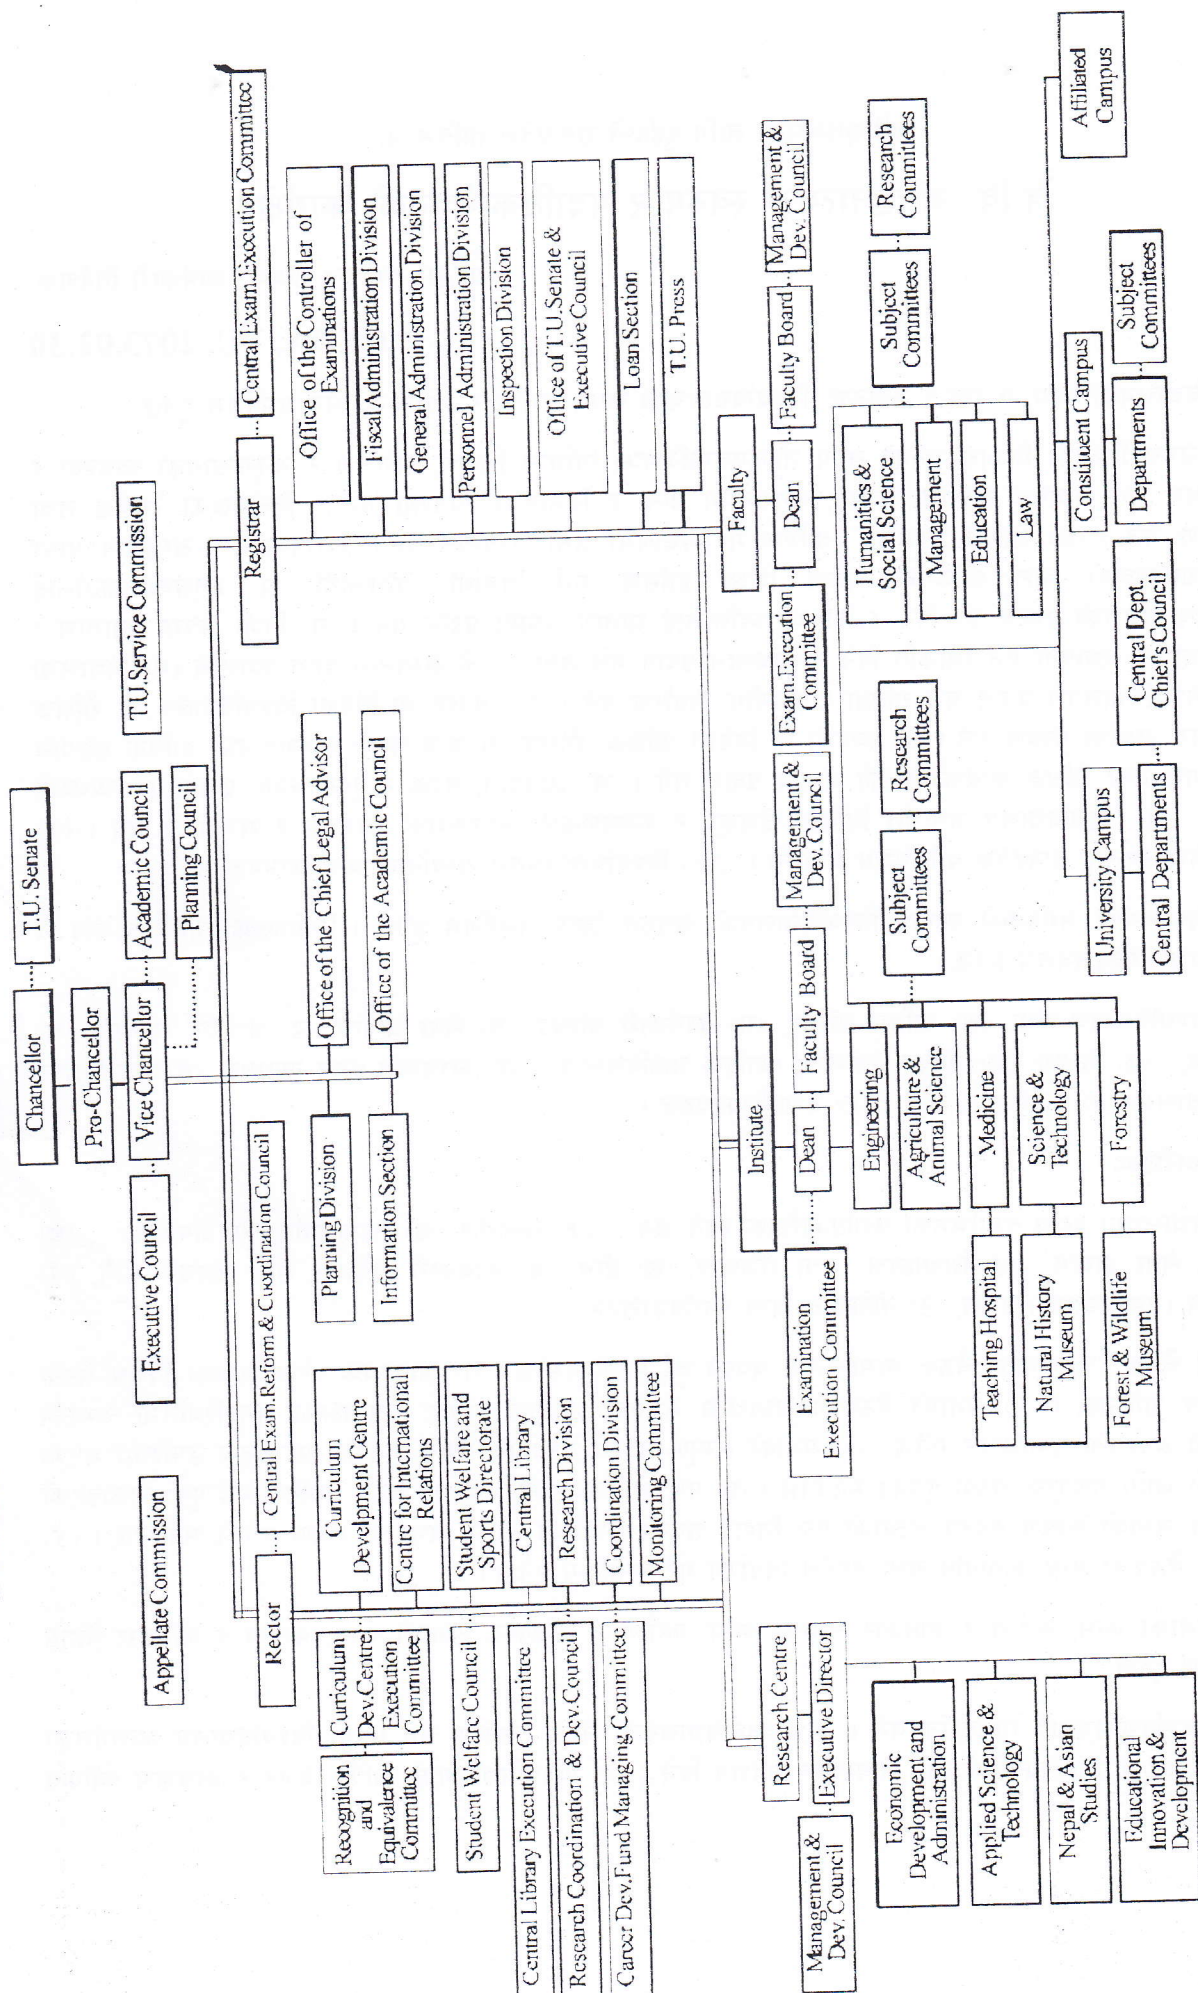 Chancellor
T.U. Senate
Pro-Chancellor
Executive Council
Vice Chancellor
Academic Council
Planning Council
Appellate Commission
T.U.Service Commission
Rector
Central Exam.Reform & Coordination Council
Registrar
Central Exam.Execution Committee
Planning Division
Office of the Chief Legal Advisor
Information Section
Office of the Academic Council
Recognition
and
Equivalence
Committee
Curriculum
Dev.Centre
Execution
Committee
Curriculum
Develpment Centre
Centre for International
Relations
Student Welfare Council
Student Welfare and
Sports Directorate
Central Library Execution Committee
Central Library
Research Coordination & Dev.Council
Research Division
Career Dev.Fund Managing Committee
Coordination Division
Monitoring Committee
Office of the Controller of
Examinations
Fiscal Administration Division
General Administration Division
Personnel Administration Division
Inspection Division
Office of T.U.Senate &
Executive Council
Loan Section
T.U. Press
Research Centre
Management &
Dev. Council
Executive Director
Economic
Development and
Administration
Applied Science &
Technology
Nepal & Asian
Studies
Educational
Innovation &
Development
Institute
Examination
Execution Committee
Dean
Faculty Board
Management &
Dev. Council
Engineering
Agriculture &
Animal Science
Subject
Committees
Research
Committees
Teaching Hospital
Medicine
Natural History
Museum
Science &
Technology
Forest & Wildlife
Museum
Forestry
Faculty
Exam.Execution
Committee
Dean
Faculty Board
Management &
Dev. Council
Humanities &
Social Science
Subject
Committees
Research
Committees
Management
Education
Law
University Campus
Constituent Campus
Affiliated
Campus
Central Departments
Central Dept.
Chief's Council
Departments
Subject
Committees